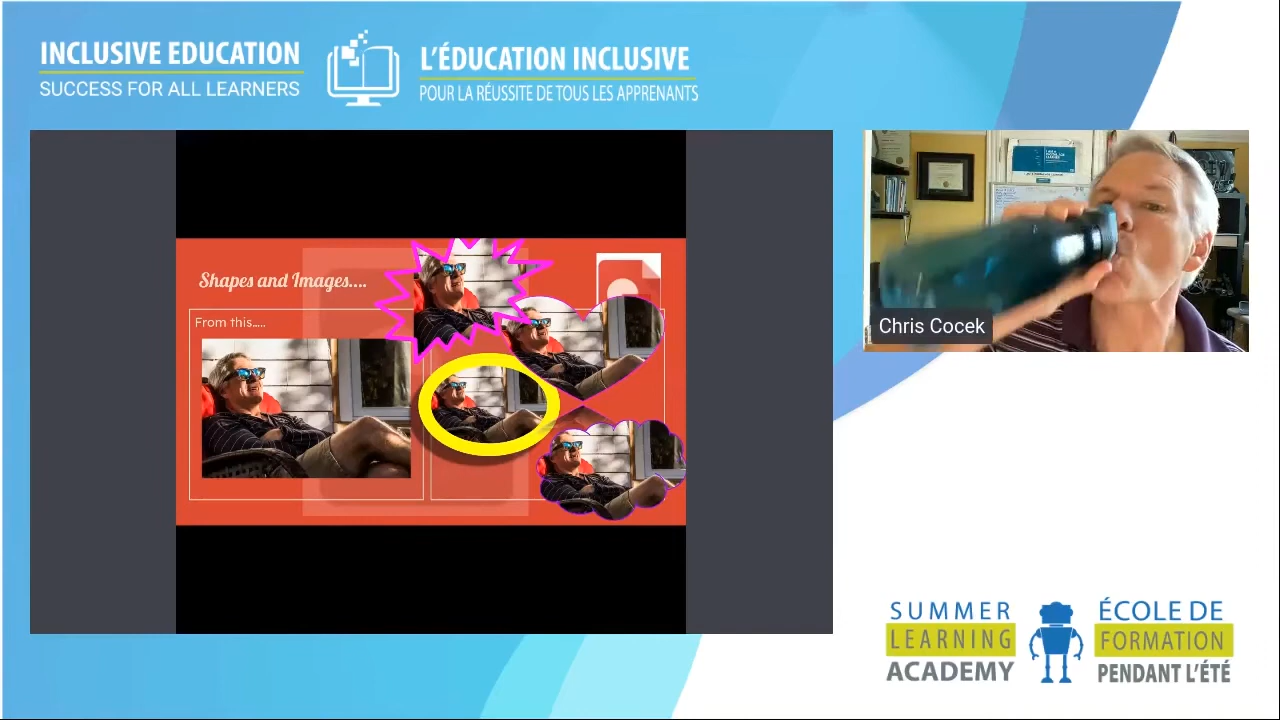 INCLUSIVE EDUCATION
SUCCESS FOR ALL LEARNERS
L'ÉDUCATION INCLUSIVE
POUR LA RÉUSSITE DE TOUS LES APPRENANTS
Shapes and Images....
From this.....
Chris Cocek
SUMMER
LEARNING
ACADEMY
ÉCOLE DE
FORMATION
PENDANT L'ÉTÉ